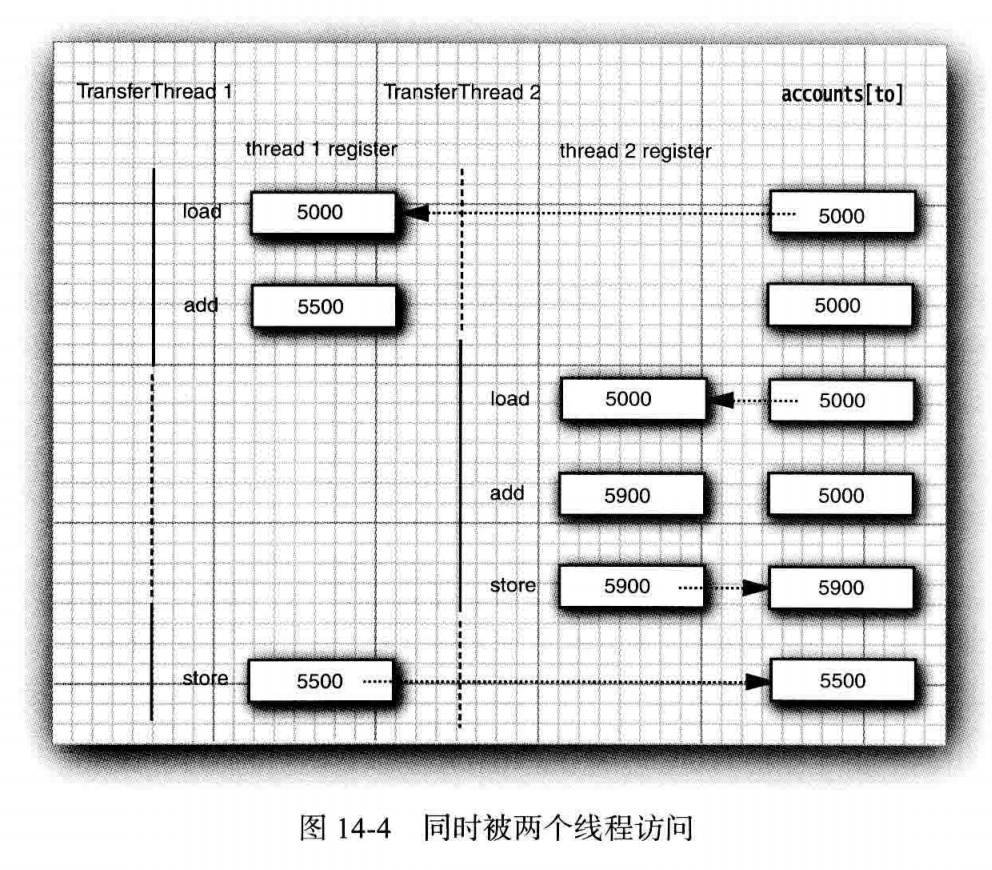 TransferThread 1 TransferThread 2 accounts[to]
thread 1 register thread 2 register
load 5000 5000
add 5500 5000
load 5000 5000
add 5900 5000
store 5900 5900
store 5500 5500
图 14-4 同时被两个线程访问